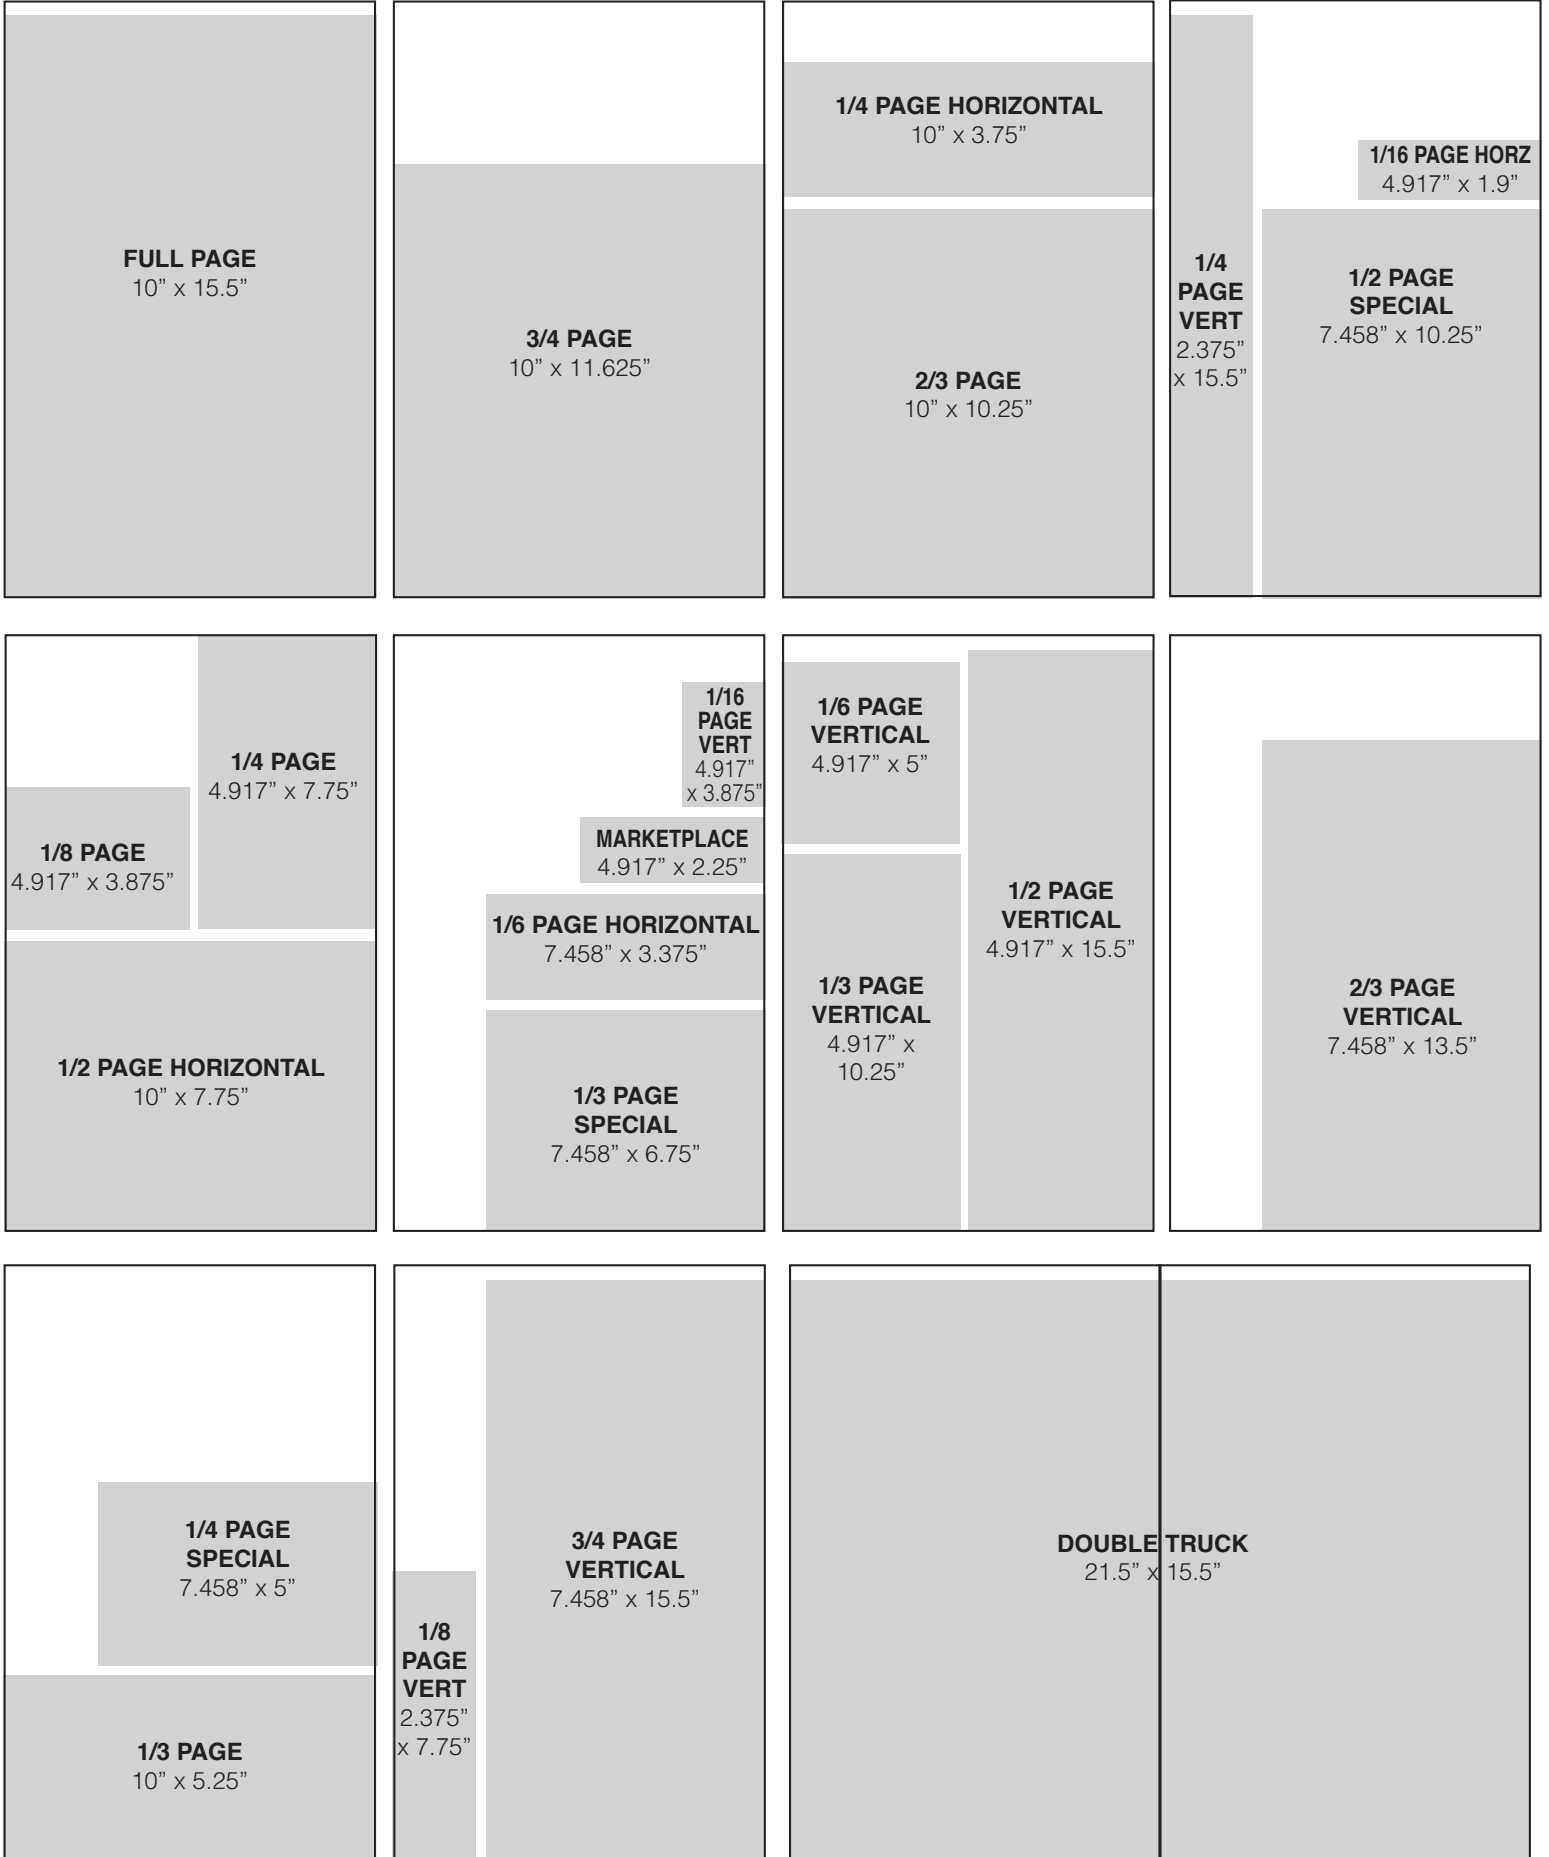 FULL PAGE
10” x 15.5”
3/4 PAGE
10” x 11.625”
1/4 PAGE HORIZONTAL
10” x 3.75”
2/3 PAGE
10” x 10.25”
1/4
PAGE
VERT
2.375”
x 15.5”
1/16 PAGE HORZ
4.917” x 1.9”
1/2 PAGE
SPECIAL
7.458” x 10.25”
1/4 PAGE
4.917” x 7.75”
1/8 PAGE
4.917” x 3.875”
1/2 PAGE HORIZONTAL
10” x 7.75”
1/16
PAGE
VERT
4.917”
x 3.875”
MARKETPLACE
4.917” x 2.25”
1/6 PAGE HORIZONTAL
7.458” x 3.375”
1/3 PAGE
SPECIAL
7.458” x 6.75”
1/6 PAGE
VERTICAL
4.917” x 5”
1/3 PAGE
VERTICAL
4.917” x
10.25”
1/2 PAGE
VERTICAL
4.917” x 15.5”
2/3 PAGE
VERTICAL
7.458” x 13.5”
1/4 PAGE
SPECIAL
7.458” x 5”
1/3 PAGE
10” x 5.25”
1/8
PAGE
VERT
2.375”
x 7.75”
3/4 PAGE
VERTICAL
7.458” x 15.5”
DOUBLE TRUCK
21.5” x 15.5”